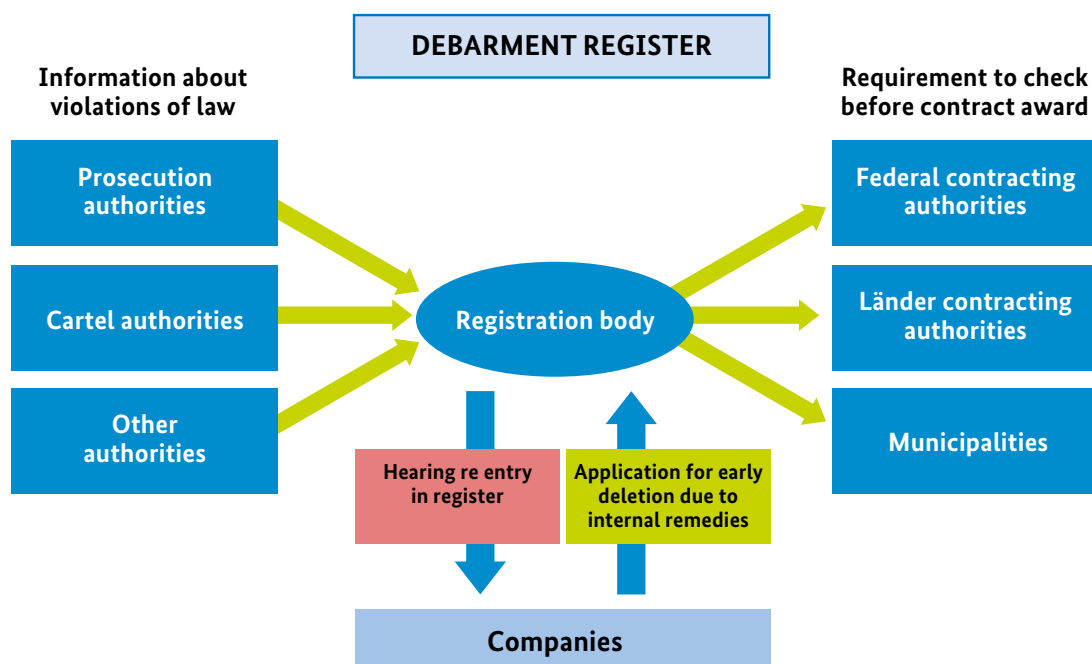 DEBARMENT REGISTER
Information about
violations of law
Prosecution
authorities
Cartel authorities
Other
authorities
Registration body
Requirement to check
before contract award
Federal contracting
authorities
Länder contracting
authorities
Municipalities
Hearing re entry
in register
Application for early
deletion due to
internal remedies
Companies